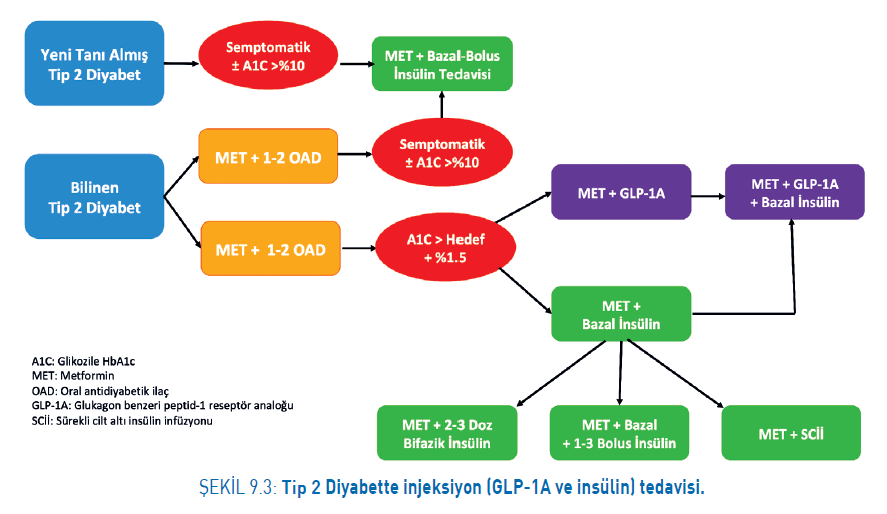 Yeni Tanı Almış
Tip 2 Diyabet
Semptomatik
± A1C >%10
MET + Bazal-Bolus
İnsülin Tedavisi
Bilinen
Tip 2 Diyabet
MET + 1-2 OAD
Semptomatik
± A1C >%10
MET + 1-2 OAD
A1C > Hedef
+ %1.5
MET + GLP-1A
MET + GLP-1A
+ Bazal İnsülin
MET +
Bazal İnsülin
MET + 2-3 Doz
Bifazik İnsülin
MET + Bazal
+ 1-3 Bolus İnsülin
MET + SCİİ
A1C: Glikozile HbA1c
MET: Metformin
OAD: Oral antidiyabetik ilaç
GLP-1A: Glukagon benzeri peptid-1 reseptör analoğu
SCİİ: Sürekli cilt altı insülin infüzyonu
ŞEKİL 9.3: Tip 2 Diyabette injeksiyon (GLP-1A ve insülin) tedavisi.